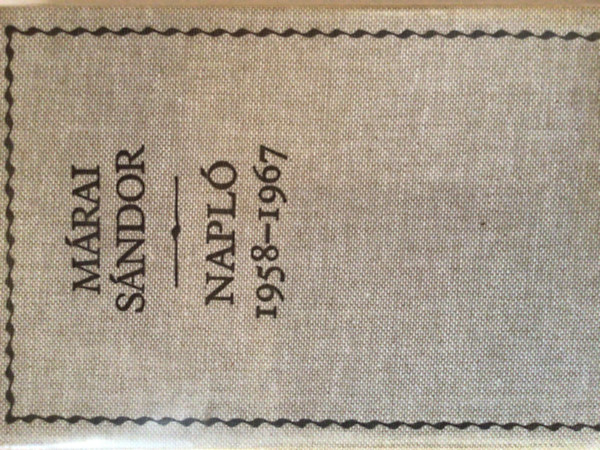 MÁRAI
SÁNDOR
NAPLÓ
1958–1967